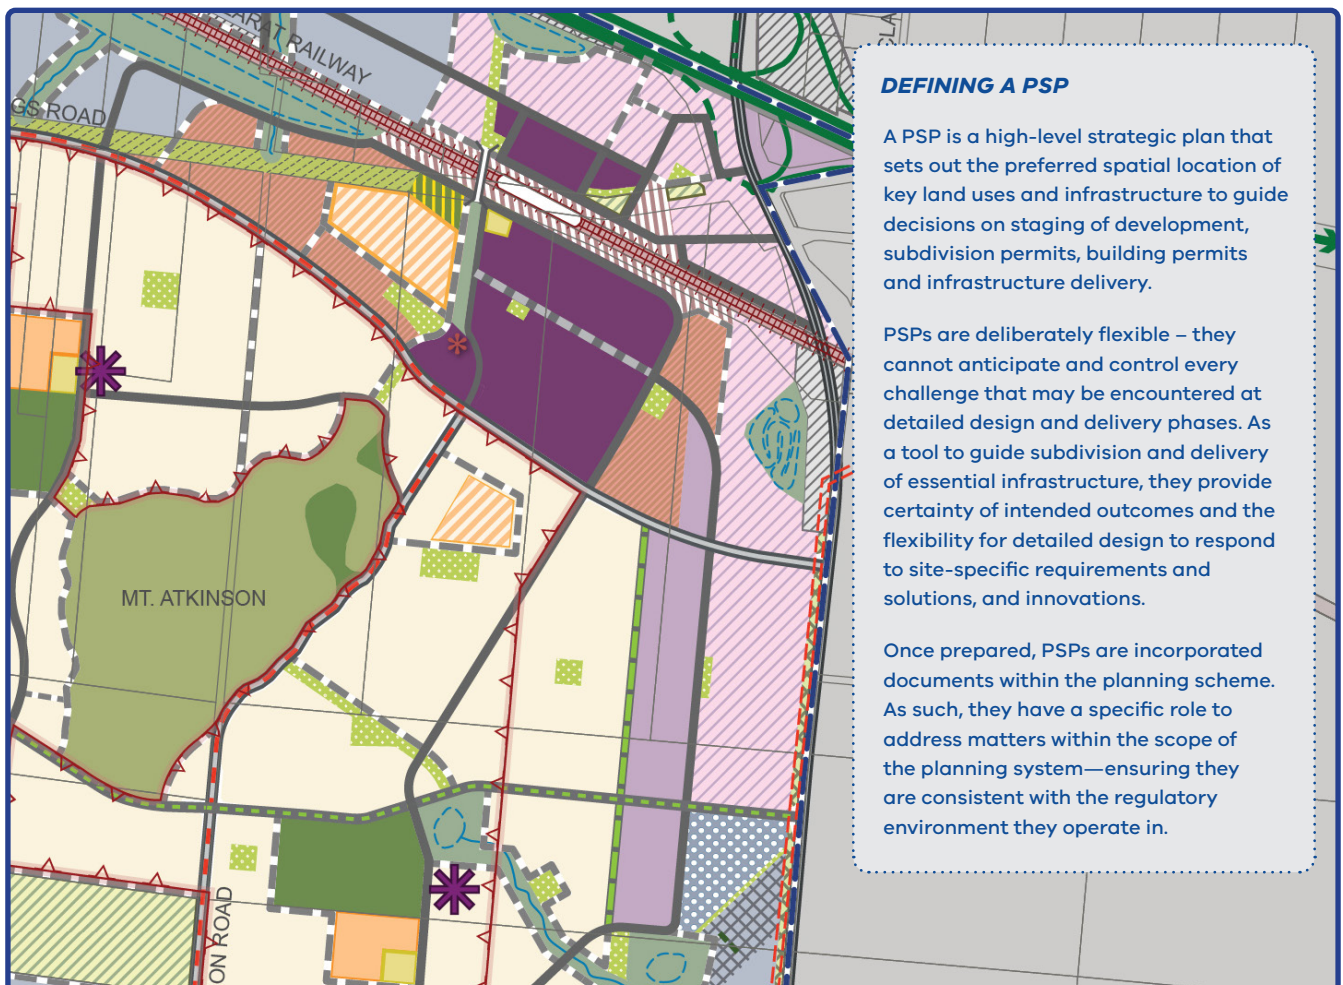 RAILWAY
GS ROAD
MT. ATKINSON
ON ROAD
DEFINING A PSP
A PSP is a high-level strategic plan that
sets out the preferred spatial location of
key land uses and infrastructure to guide
decisions on staging of development,
subdivision permits, building permits
and infrastructure delivery.
PSPs are deliberately flexible – they
cannot anticipate and control every
challenge that may be encountered at
detailed design and delivery phases. As
a tool to guide subdivision and delivery
of essential infrastructure, they provide
certainty of intended outcomes and the
flexibility for detailed design to respond
to site-specific requirements and
solutions, and innovations.
Once prepared, PSPs are incorporated
documents within the planning scheme.
As such, they have a specific role to
address matters within the scope of
the planning system—ensuring they
are consistent with the regulatory
environment they operate in.